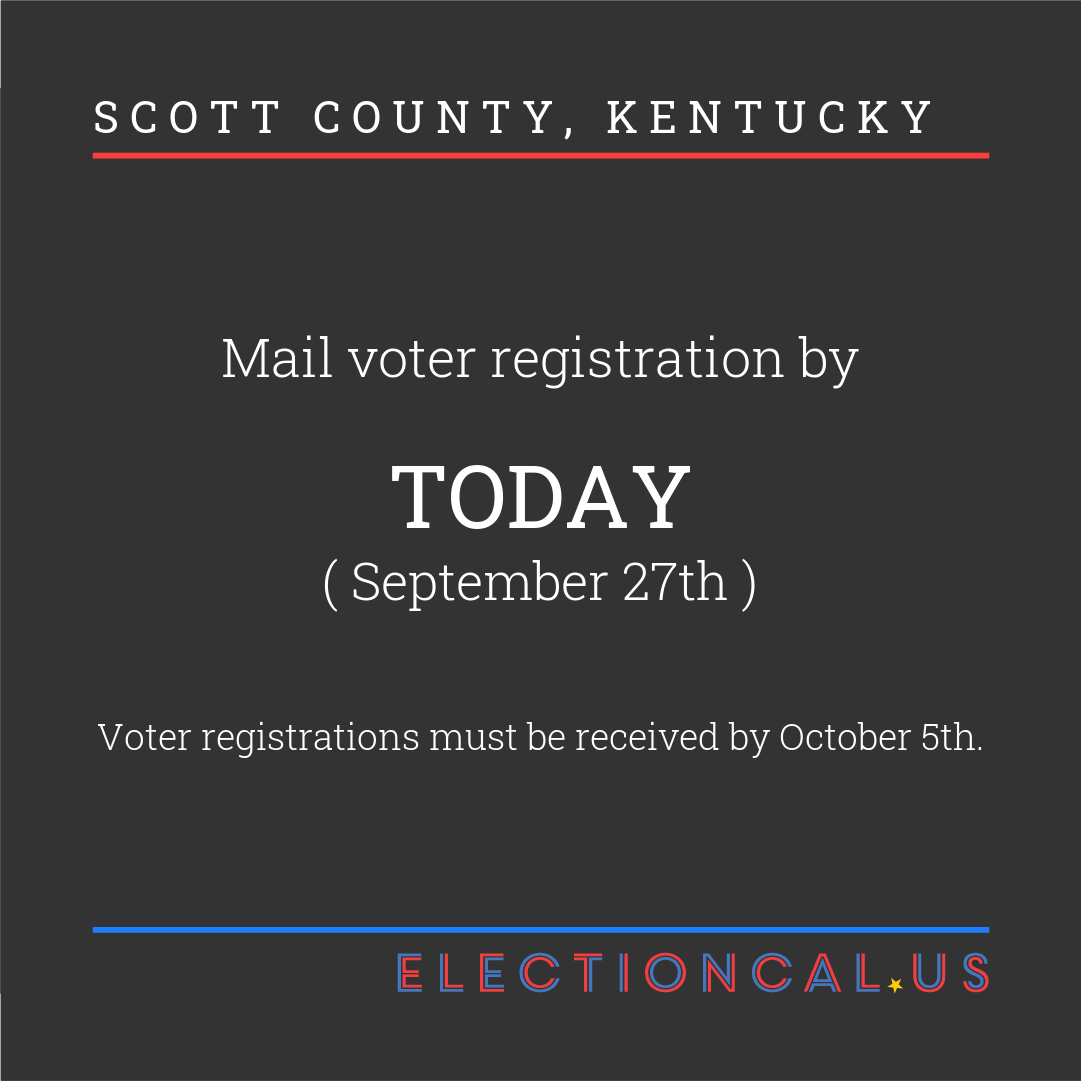 SCOTT COUNTY, KENTUCKY
Mail voter registration by
TODAY
( September 27th )
Voter registrations must be received by October 5th.
ELECTIONCAL.US